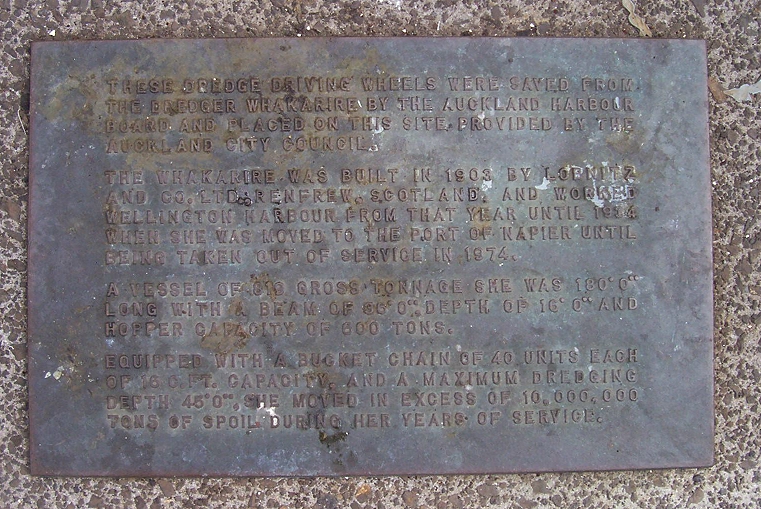 THESE DREDGE DRIVING WHEELS WERE SAVED FROM
THE DREDGER WHAKARIRE BY THE AUCKLAND HARBOUR
BOARD AND PLACED ON THIS SITE, PROVIDED BY THE
AUCKLAND CITY COUNCIL.
THE WHAKARIRE WAS BUILT IN 1903 BY LOBNITZ
AND CO. LTD. RENFREW, SCOTLAND, AND WORKED
WELLINGTON HARBOUR FROM THAT YEAR UNTIL
WHEN SHE WAS MOVED TO THE PORT OF NAPIER UNTIL
BEING TAKEN OUT OF SERVICE IN 1974.
A VESSEL OF GROSS TONNAGE SHE WAS 180'0"
LONG WITH A BEAM OF DEPTH OF AND
HOPPER CAPACITY OF TONS.
EQUIPPED WITH A BUCKET CHAIN OF 40 UNITS EACH
OF C.FT. CAPACITY, AND A MAXIMUM DREDGING
DEPTH 45'0", SHE MOVED IN EXCESS OF 10,000,000
TONS OF SPOIL DURING HER YEARS OF SERVICE.